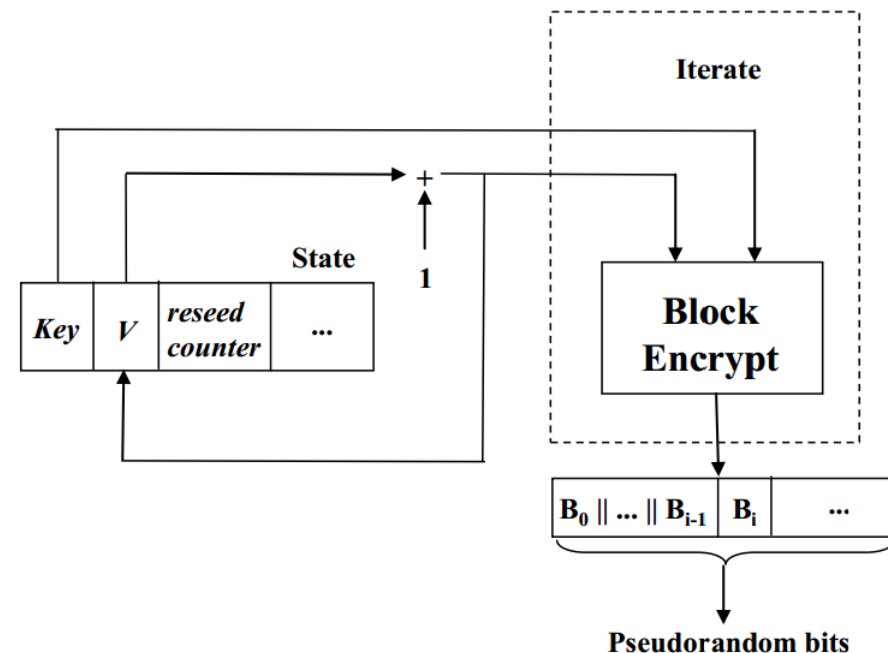 Iterate
+
State
1
Key
V
reseed
counter
...
Block
Encrypt
B₀ || ... || Bᵢ₋₁
Bᵢ
...
Pseudorandom bits